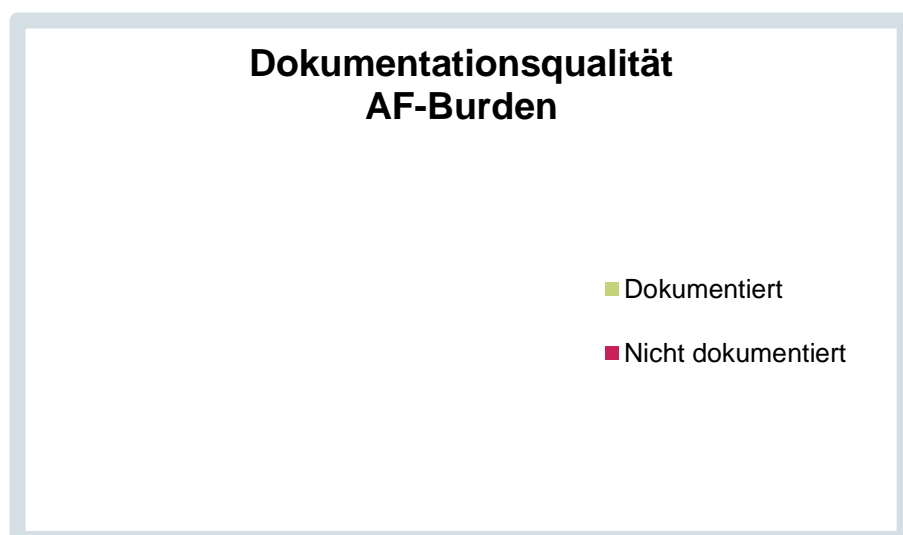 Dokumentationsqualität
AF-Burden
Dokumentiert
Nicht dokumentiert